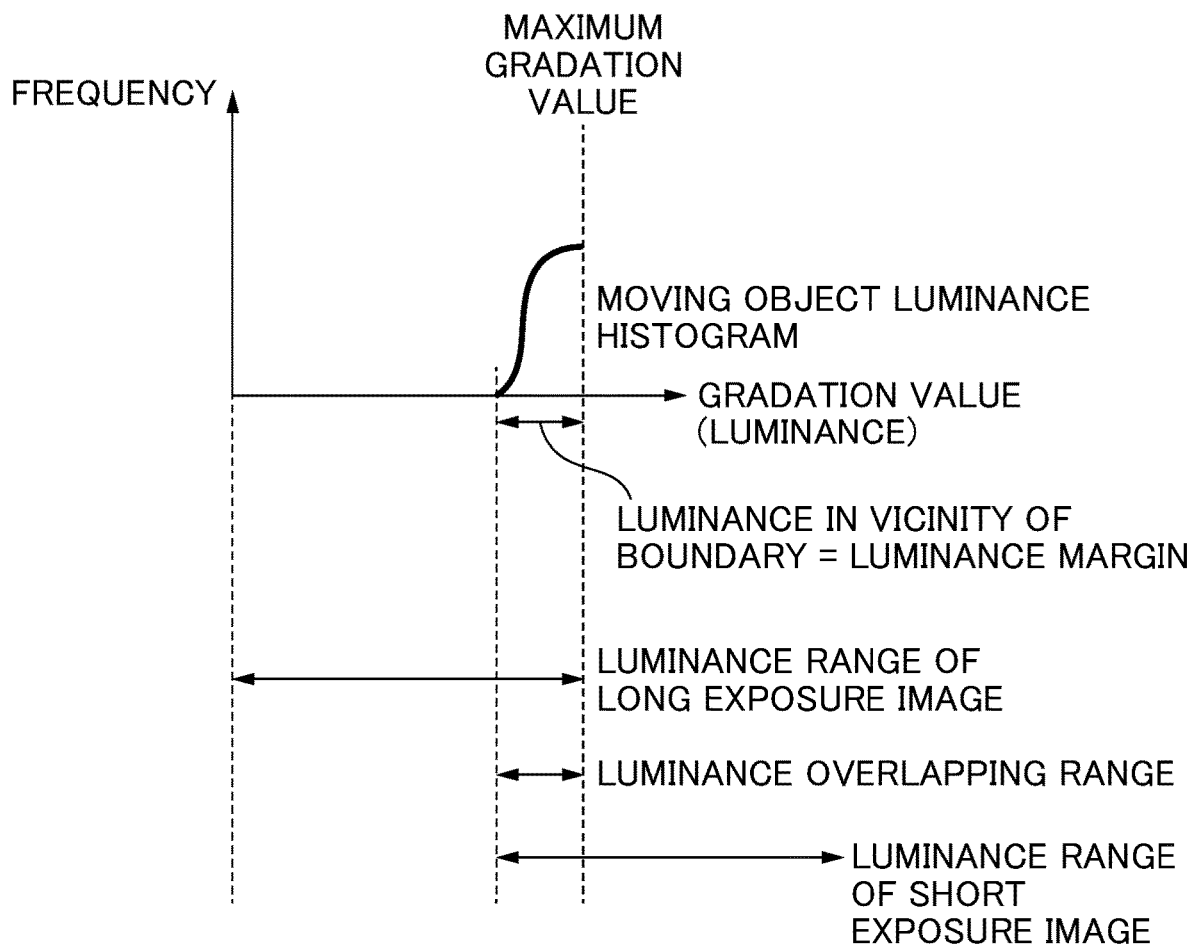 MAXIMUM
GRADATION
VALUE
FREQUENCY
MOVING OBJECT LUMINANCE
HISTOGRAM
GRADATION VALUE
(LUMINANCE)
LUMINANCE IN VICINITY OF
BOUNDARY = LUMINANCE MARGIN
LUMINANCE RANGE OF
LONG EXPOSURE IMAGE
LUMINANCE OVERLAPPING RANGE
LUMINANCE RANGE
OF SHORT
EXPOSURE IMAGE